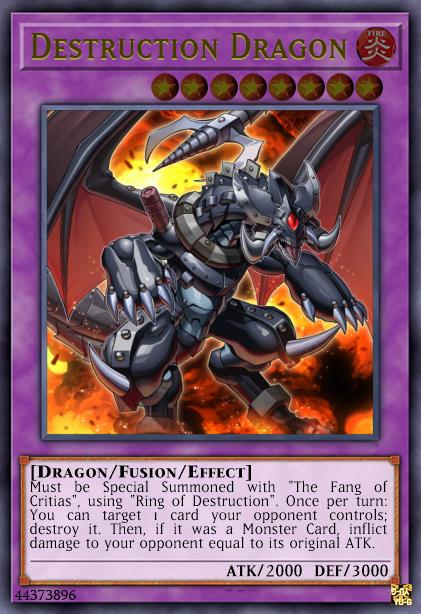 DESTRUCTION DRAGON
FIRE
炎
[DRAGON/FUSION/EFFECT]
Must be Special Summoned with "The Fang of
Critias", using "Ring of Destruction". Once per turn:
You can target 1 card your opponent controls;
destroy it. Then, if it was a Monster Card, inflict
damage to your opponent equal to its original ATK.
ATK/2000 DEF/3000
44373896